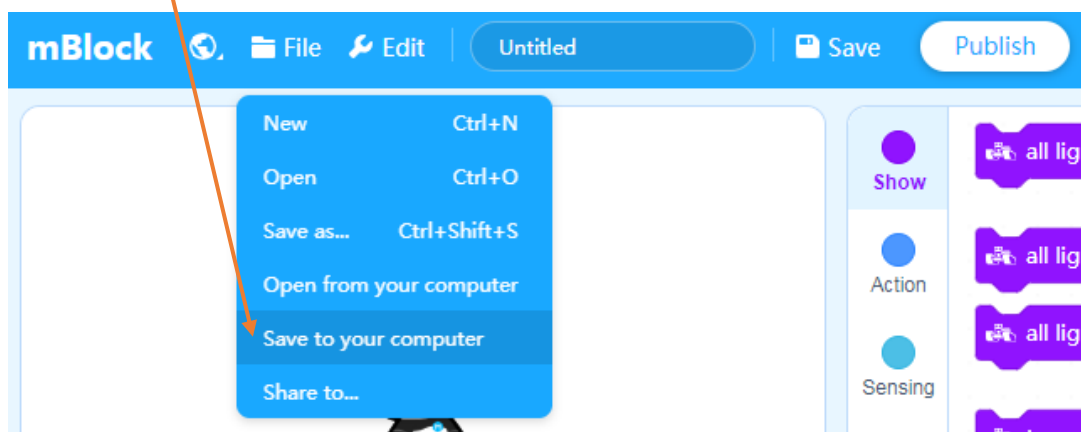 mBlock File Edit Untitled Save Publish
New Ctrl+N
Open Ctrl+O
Save as... Ctrl+Shift+S
Open from your computer
Save to your computer
Share to...
Show
Action
Sensing
all lig
all lig
all lig